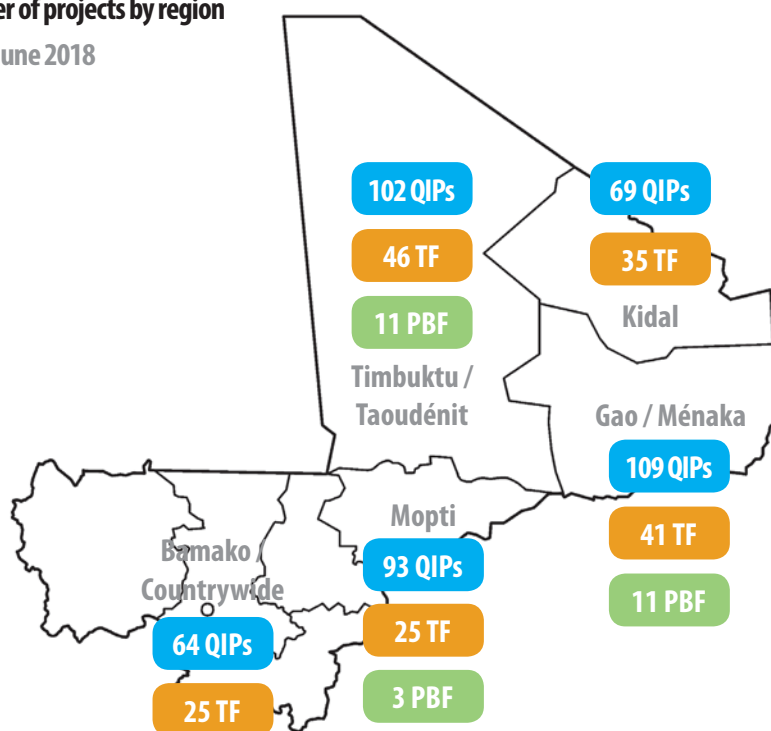 er of projects by region
une 2018
102 QIPs
46 TF
11 PBF
Timbuktu /
Taoudénit
69 QIPs
35 TF
Kidal
Gao / Ménaka
109 QIPs
41 TF
11 PBF
Mopti
93 QIPs
25 TF
3 PBF
Bamako /
Countrywide
64 QIPs
25 TF